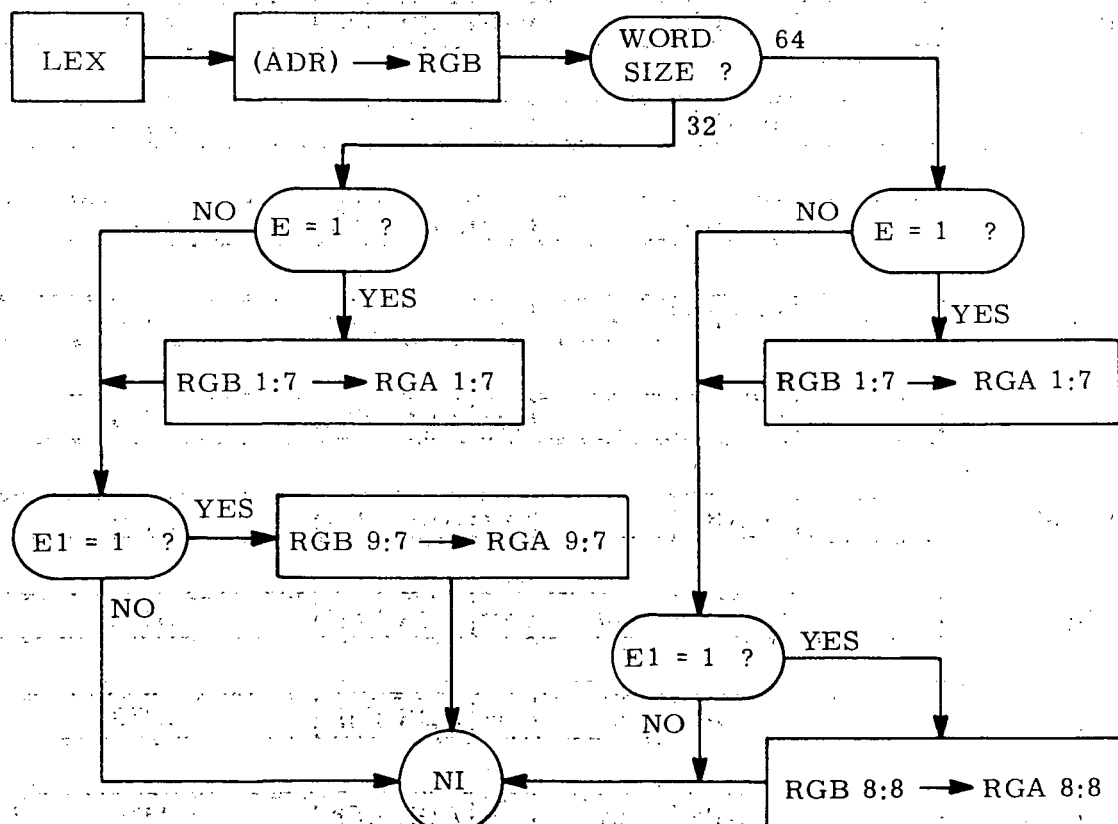 LEX
(ADR) → RGB
WORD
SIZE ?
64
32
NO
E = 1 ?
YES
NO
E = 1 ?
YES
RGB 1:7 → RGA 1:7
RGB 1:7 → RGA 1:7
E1 = 1 ?
YES
RGB 9:7 → RGA 9:7
NO
E1 = 1 ?
YES
NO
NI
RGB 8:8 → RGA 8:8